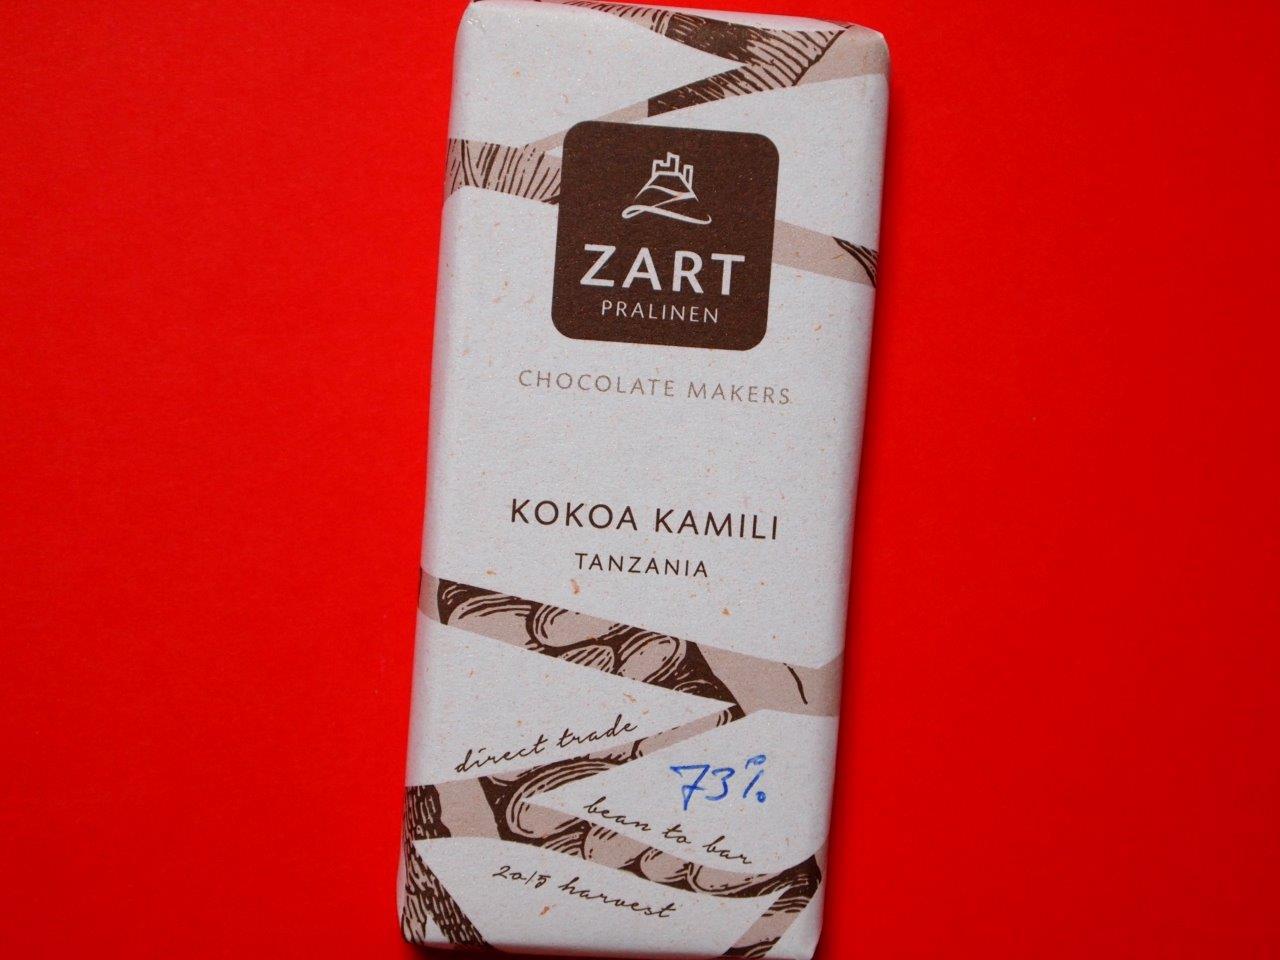 ZART
PRALINEN
CHOCOLATE MAKERS
KOKOA KAMILI
TANZANIA
direct trade
73%
bean to bar
2015 harvest